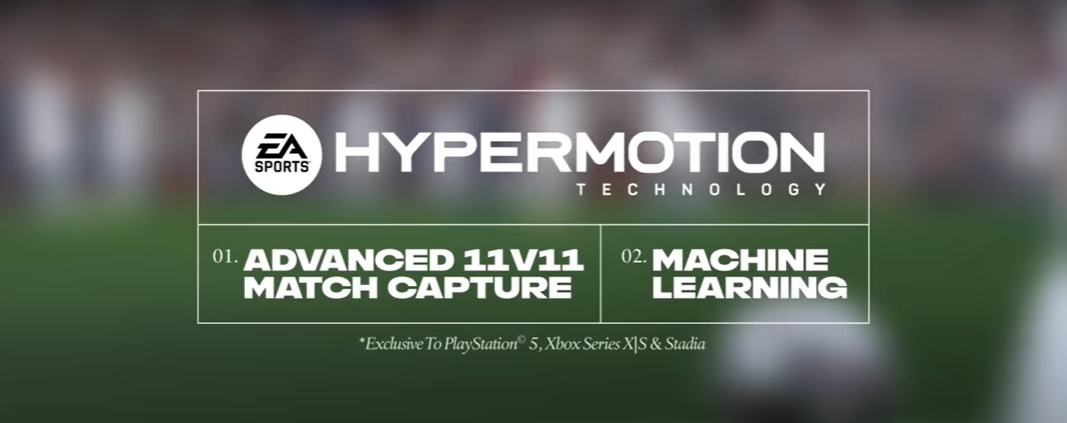 EA
SPORTS
HYPERMOTION
TECHNOLOGY
01. ADVANCED 11V11
MATCH CAPTURE
02. MACHINE
LEARNING
*Exclusive To PlayStation© 5, Xbox Series X|S & Stadia